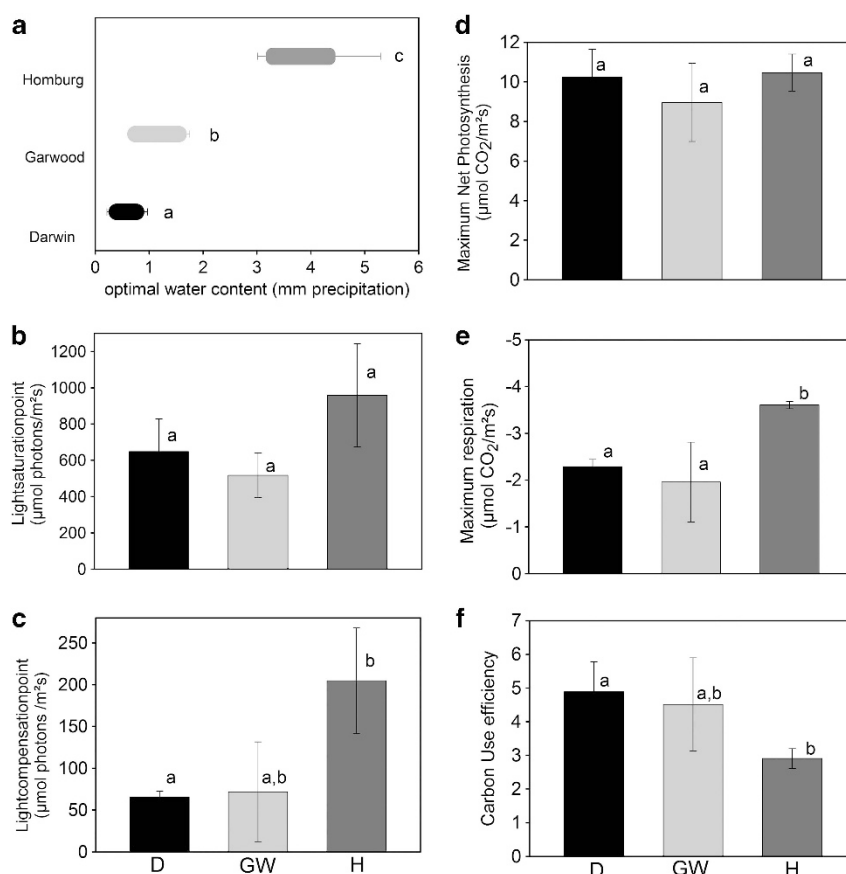 a
Homburg
Garwood
Darwin
c
b
a
0 1 2 3 4 5 6
optimal water content (mm precipitation)
b
Lightsaturationpoint
(µmol photons/m²s)
1200
1000
800
600
400
200
0
a
a
a
c
Lightcompensationpoint
(µmol photons /m²s)
250
200
150
100
50
0
a
a,b
b
D GW H
d
Maximum Net Photosynthesis
(µmol CO2/m²s)
12
10
8
6
4
2
0
a
a
a
e
Maximum respiration
(µmol CO2/m²s)
-5
-4
-3
-2
-1
0
a
a
b
f
Carbon Use efficiency
7
6
5
4
3
2
1
0
a
a,b
b
D GW H